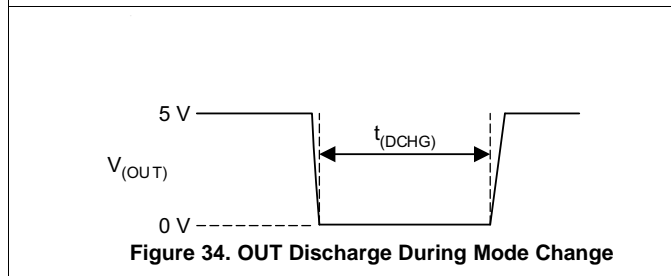 5 V
t(DCHG)
V(OUT)
0 V
Figure 34. OUT Discharge During Mode Change